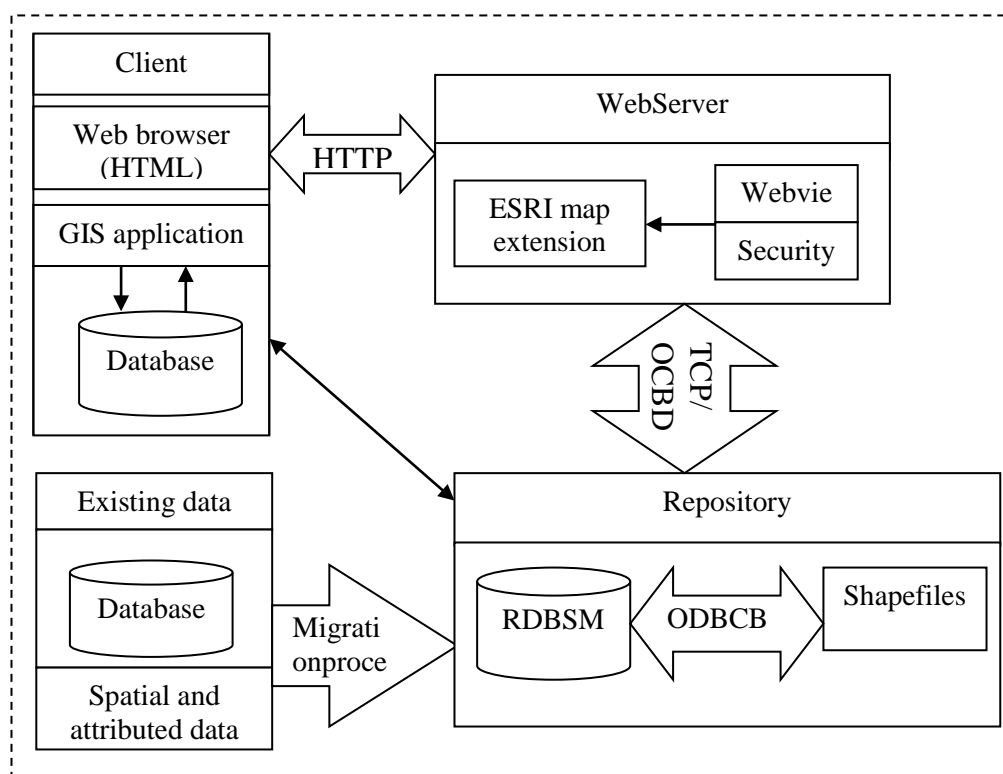 Client
Web browser
(HTML)
GIS application
Database
HTTP
WebServer
ESRI map
extension
Webvie
Security
TCP/
OCBD
Existing data
Database
Spatial and
attributed data
Migrati
onproce
Repository
RDBSM
ODBCB
Shapefiles